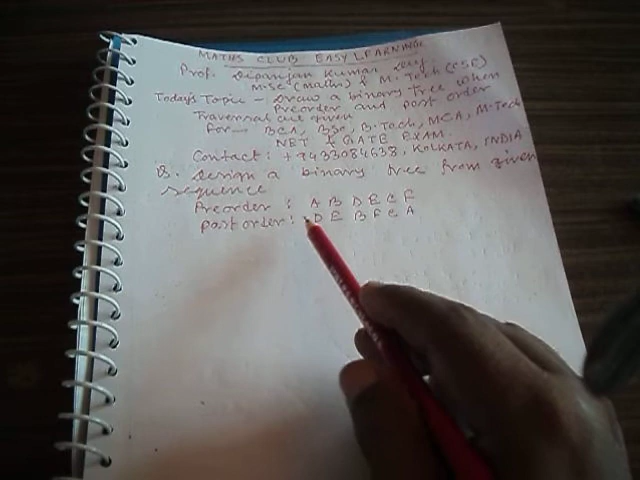 MATHS CLUB EASY LEARNING
Prof. Dipanjan Kumar Dey
M.Sc (Maths) & M.Tech (CSE)
Today's Topic - Draw a binary tree when
Preorder and post order
Traversal are given
For - BCA, BSc, B.Tech, MCA, M.Tech
NET & GATE EXAM.
Contact: +9433084638, KOLKATA, INDIA
Q. Design a binary tree from given
sequence
Preorder : A B D E C F
Post order: D E B F C A